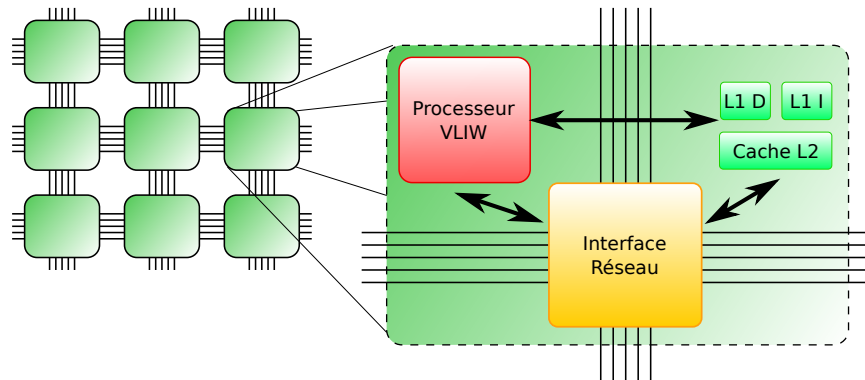 Processeur
VLIW
L1 D
L1 I
Cache L2
Interface
Réseau